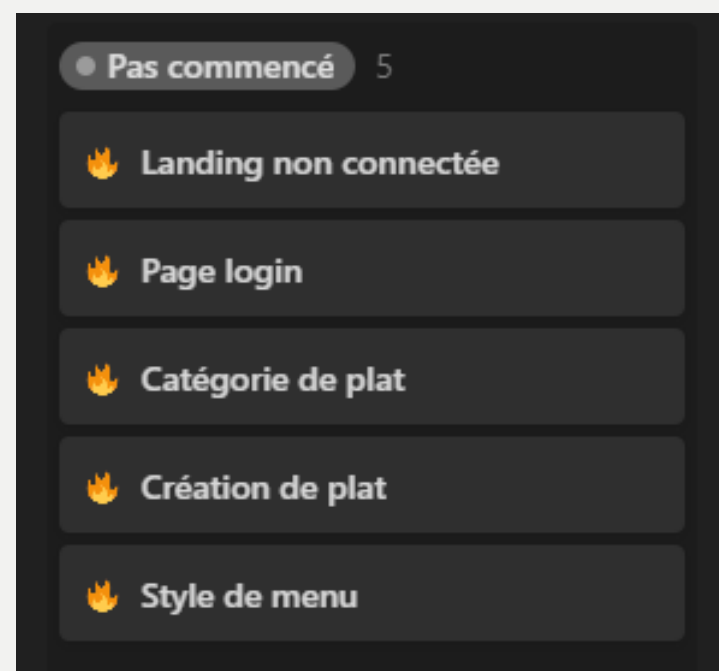 Pas commencé 5
🔥 Landing non connectée
🔥 Page login
🔥 Catégorie de plat
🔥 Création de plat
🔥 Style de menu